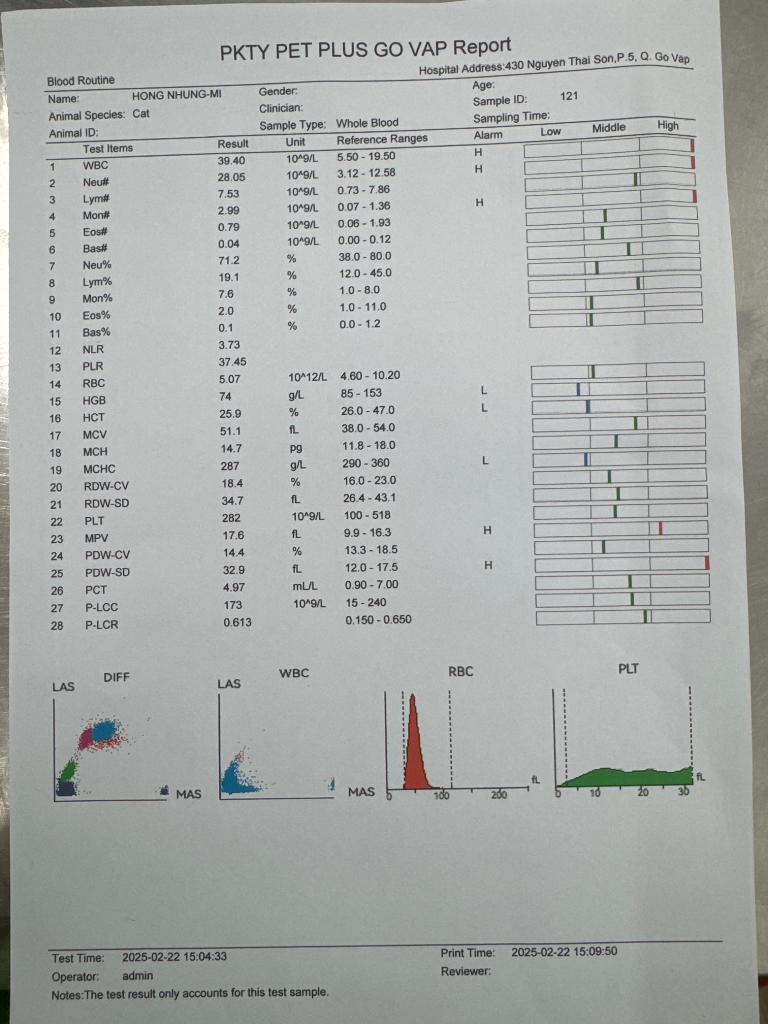 PKTY PET PLUS GO VAP Report
Hospital Address:430 Nguyen Thai Son,P.5, Q. Go Vap
Blood Routine
Name: HONG NHUNG-MI Gender: Age:
Animal Species: Cat Clinician: Sample ID: 121
Animal ID: Sample Type: Whole Blood Sampling Time:
Test Items Result Unit Reference Ranges Alarm Low Middle High
1 WBC 39.40 10^9/L 5.50 - 19.50 H
2 Neu# 28.05 10^9/L 3.12 - 12.58 H
3 Lym# 7.53 10^9/L 0.73 - 7.86
4 Mon# 2.99 10^9/L 0.07 - 1.36 H
5 Eos# 0.79 10^9/L 0.06 - 1.93
6 Bas# 0.04 10^9/L 0.00 - 0.12
7 Neu% 71.2 % 38.0 - 80.0
8 Lym% 19.1 % 12.0 - 45.0
9 Mon% 7.6 % 1.0 - 8.0
10 Eos% 2.0 % 1.0 - 11.0
11 Bas% 0.1 % 0.0 - 1.2
12 NLR 3.73
13 PLR 37.45
14 RBC 5.07 10^12/L 4.60 - 10.20
15 HGB 74 g/L 85 - 153 L
16 HCT 25.9 % 26.0 - 47.0 L
17 MCV 51.1 fL 38.0 - 54.0
18 MCH 14.7 pg 11.8 - 18.0
19 MCHC 287 g/L 290 - 360 L
20 RDW-CV 18.4 % 16.0 - 23.0
21 RDW-SD 34.7 fL 26.4 - 43.1
22 PLT 282 10^9/L 100 - 518
23 MPV 17.6 fL 9.9 - 16.3 H
24 PDW-CV 14.4 % 13.3 - 18.5
25 PDW-SD 32.9 fL 12.0 - 17.5 H
26 PCT 4.97 mL/L 0.90 - 7.00
27 P-LCC 173 10^9/L 15 - 240
28 P-LCR 0.613 0.150 - 0.650
DIFF WBC RBC PLT
LAS LAS
MAS MAS
0 100 200 fL
0 10 20 30 fL
Test Time: 2025-02-22 15:04:33 Print Time: 2025-02-22 15:09:50
Operator: admin Reviewer:
Notes:The test result only accounts for this test sample.